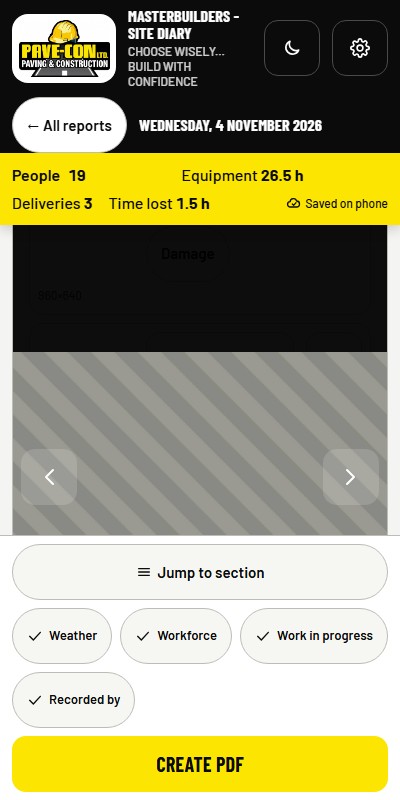 PAVE-CON LTD.
PAVING & CONSTRUCTION
MASTERBUILDERS -
SITE DIARY
CHOOSE WISELY...
BUILD WITH
CONFIDENCE
← All reports
WEDNESDAY, 4 NOVEMBER 2026
People 19 Equipment 26.5 h
Deliveries 3 Time lost 1.5 h Saved on phone
Damage
Jump to section
Weather Workforce Work in progress
Recorded by
CREATE PDF